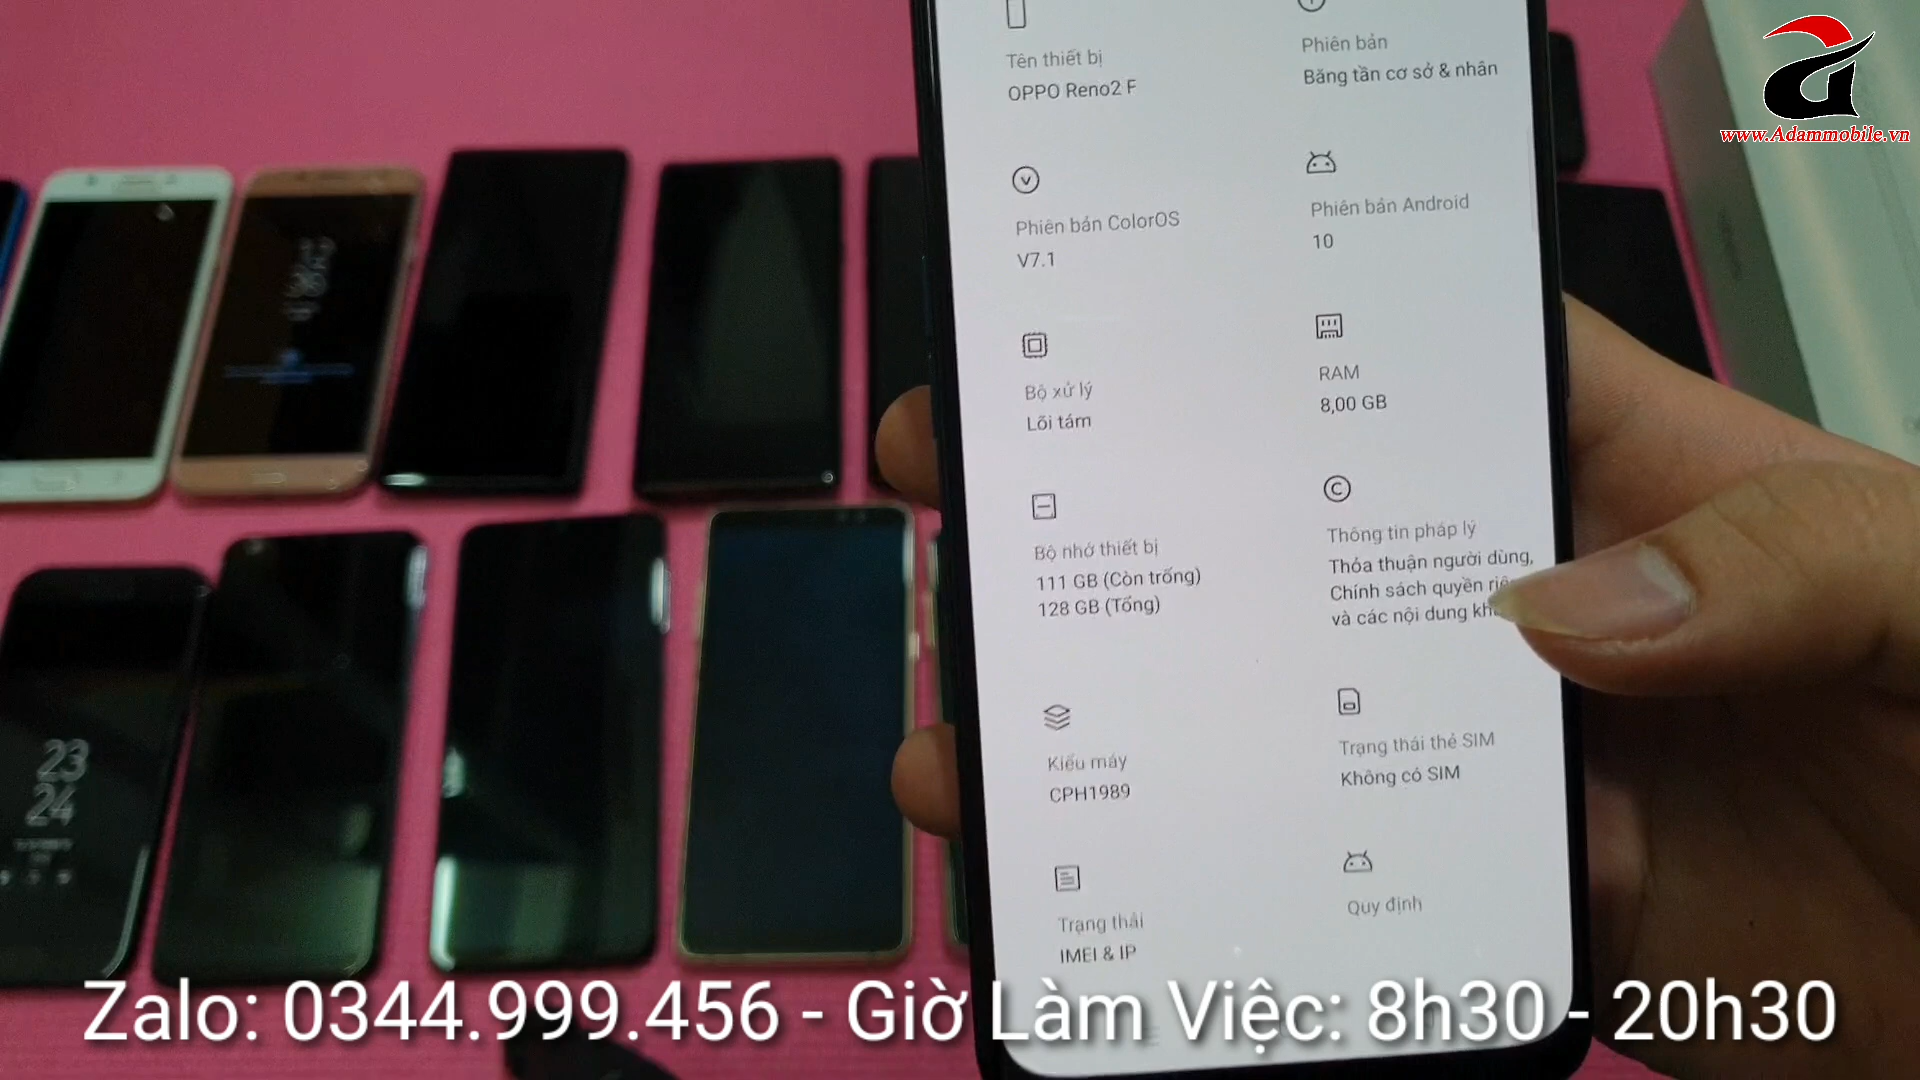 www.Adammobile.vn
Tên thiết bị
OPPO Reno2 F
Phiên bản
Băng tần cơ sở & nhân
Phiên bản ColorOS
V7.1
Phiên bản Android
10
Bộ xử lý
Lõi tám
RAM
8,00 GB
Bộ nhớ thiết bị
111 GB (Còn trống)
128 GB (Tổng)
Thông tin pháp lý
Thỏa thuận người dùng,
Chính sách quyền
và các nội dung
Kiểu máy
CPH1989
Trạng thái thẻ SIM
Không có SIM
Trạng thái
IMEI & IP
Quy định
23
24
Zalo: 0344.999.456 - Giờ Làm Việc: 8h30 - 20h30